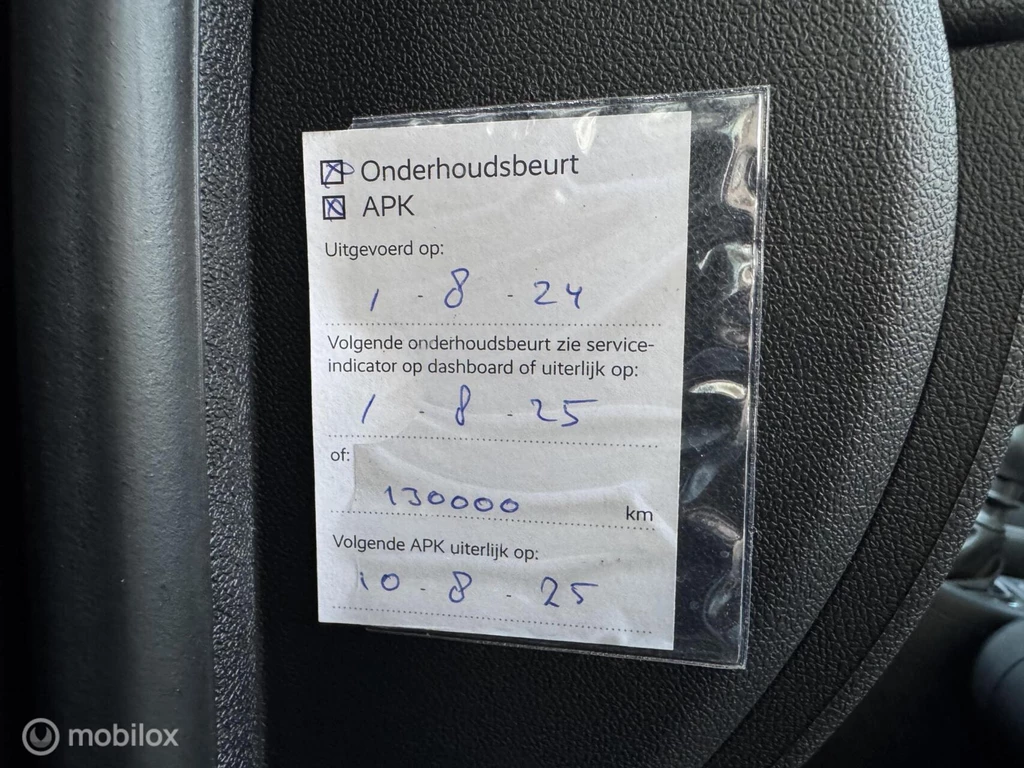 Onderhoudsbeurt
APK
Uitgevoerd op:
1 - 8 - 24
Volgende onderhoudsbeurt zie service-
indicator op dashboard of uiterlijk op:
1 - 8 - 25
of:
130000 km
Volgende APK uiterlijk op:
10 - 8 - 25
mobilox